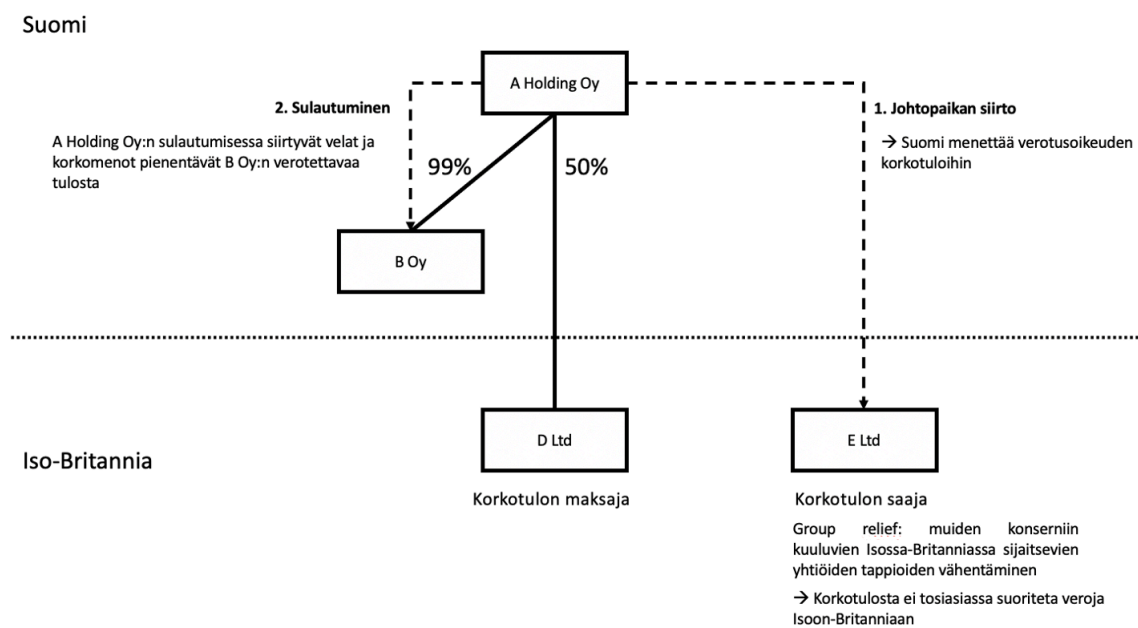 Suomi
A Holding Oy
2. Sulautuminen
A Holding Oy:n sulautumisessa siirtyvät velat ja
korkomenot pienentävät B Oy:n verotettavaa
tulosta
1. Johtopaikan siirto
→ Suomi menettää verotusoikeuden
korkotuloihin
99%
50%
B Oy
Iso-Britannia
D Ltd
Korkotulon maksaja
E Ltd
Korkotulon saaja
Group relief: muiden konserniin
kuuluvien Isossa-Britanniassa sijaitsevien
yhtiöiden tappioiden vähentäminen
→ Korkotulosta ei tosiasiassa suoriteta veroja
Isoon-Britanniaan